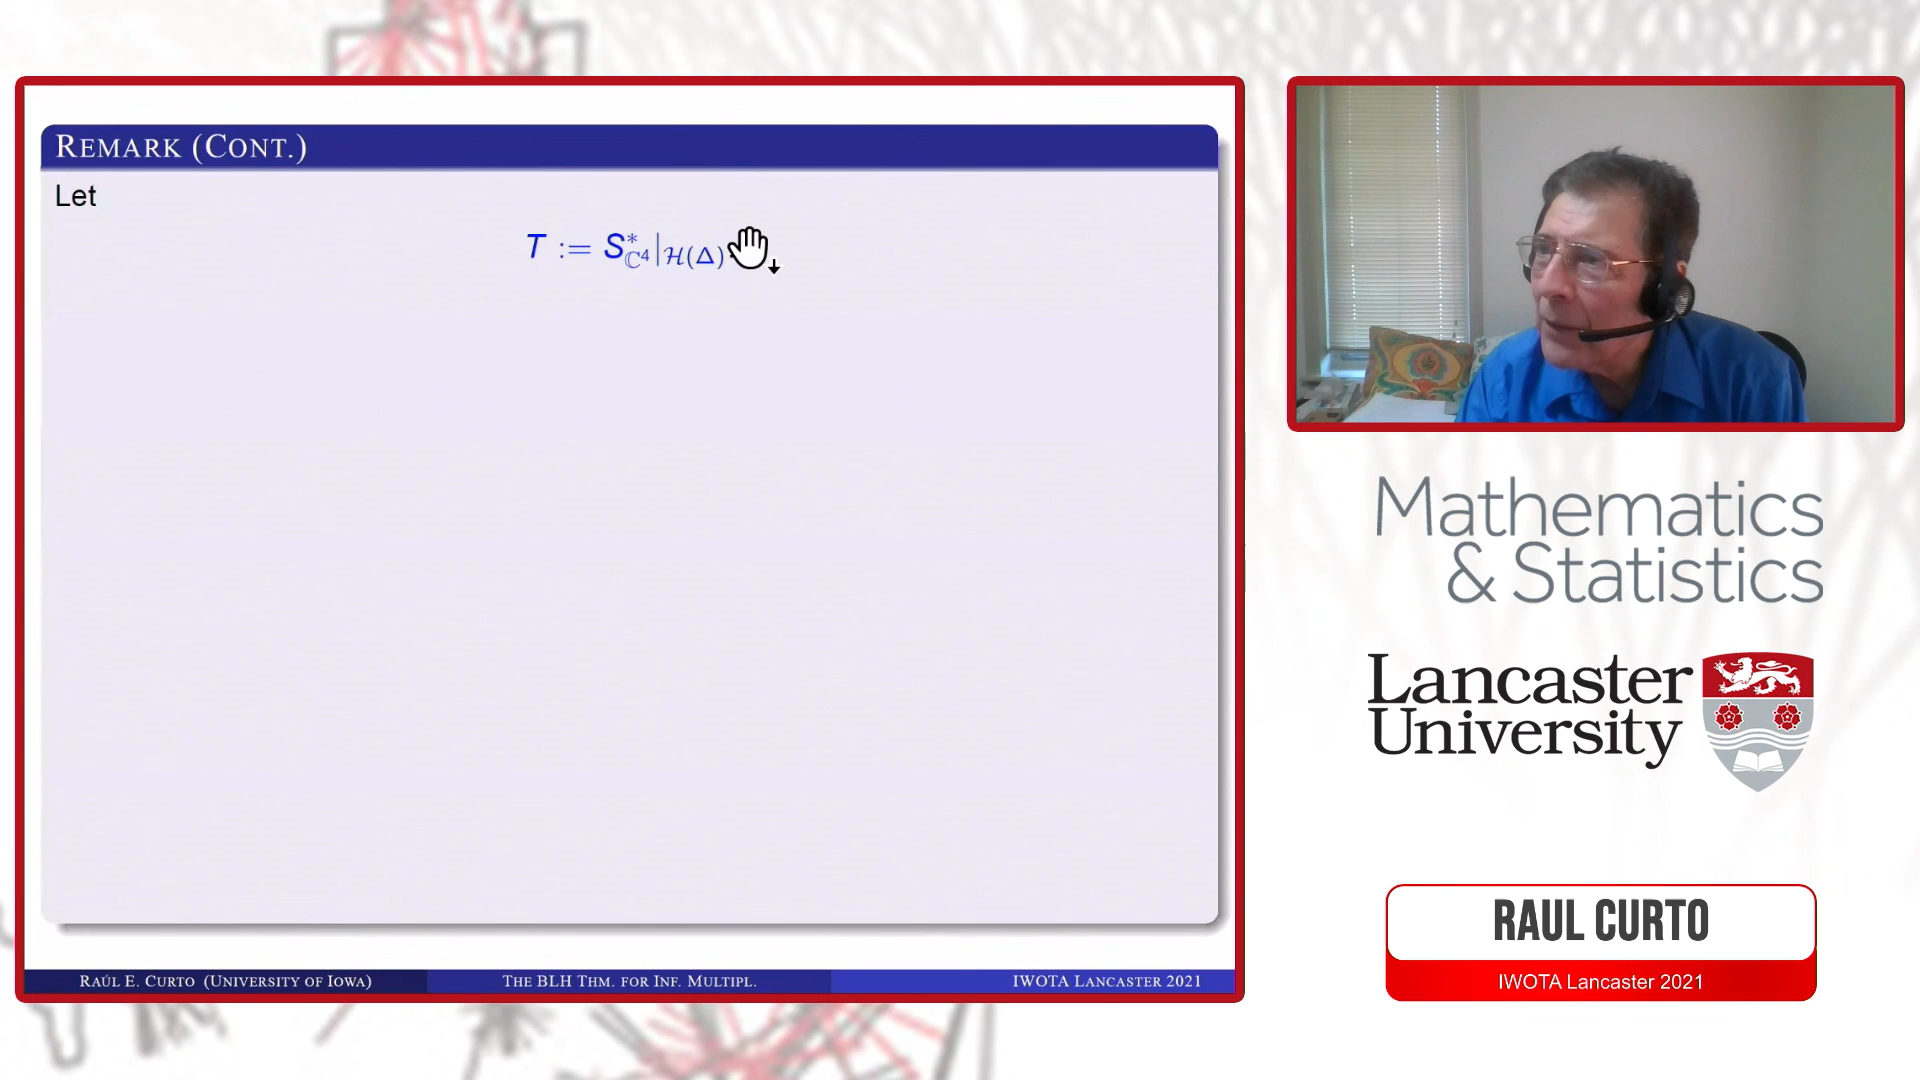 REMARK (CONT.)
Let
T := S*_{ℂ⁴}|_{ℋ(Δ)}
RAÚL E. CURTO (UNIVERSITY OF IOWA)
THE BLH THM. FOR INF. MULTIPL.
IWOTA LANCASTER 2021
Mathematics
& Statistics
Lancaster
University
RAUL CURTO
IWOTA Lancaster 2021